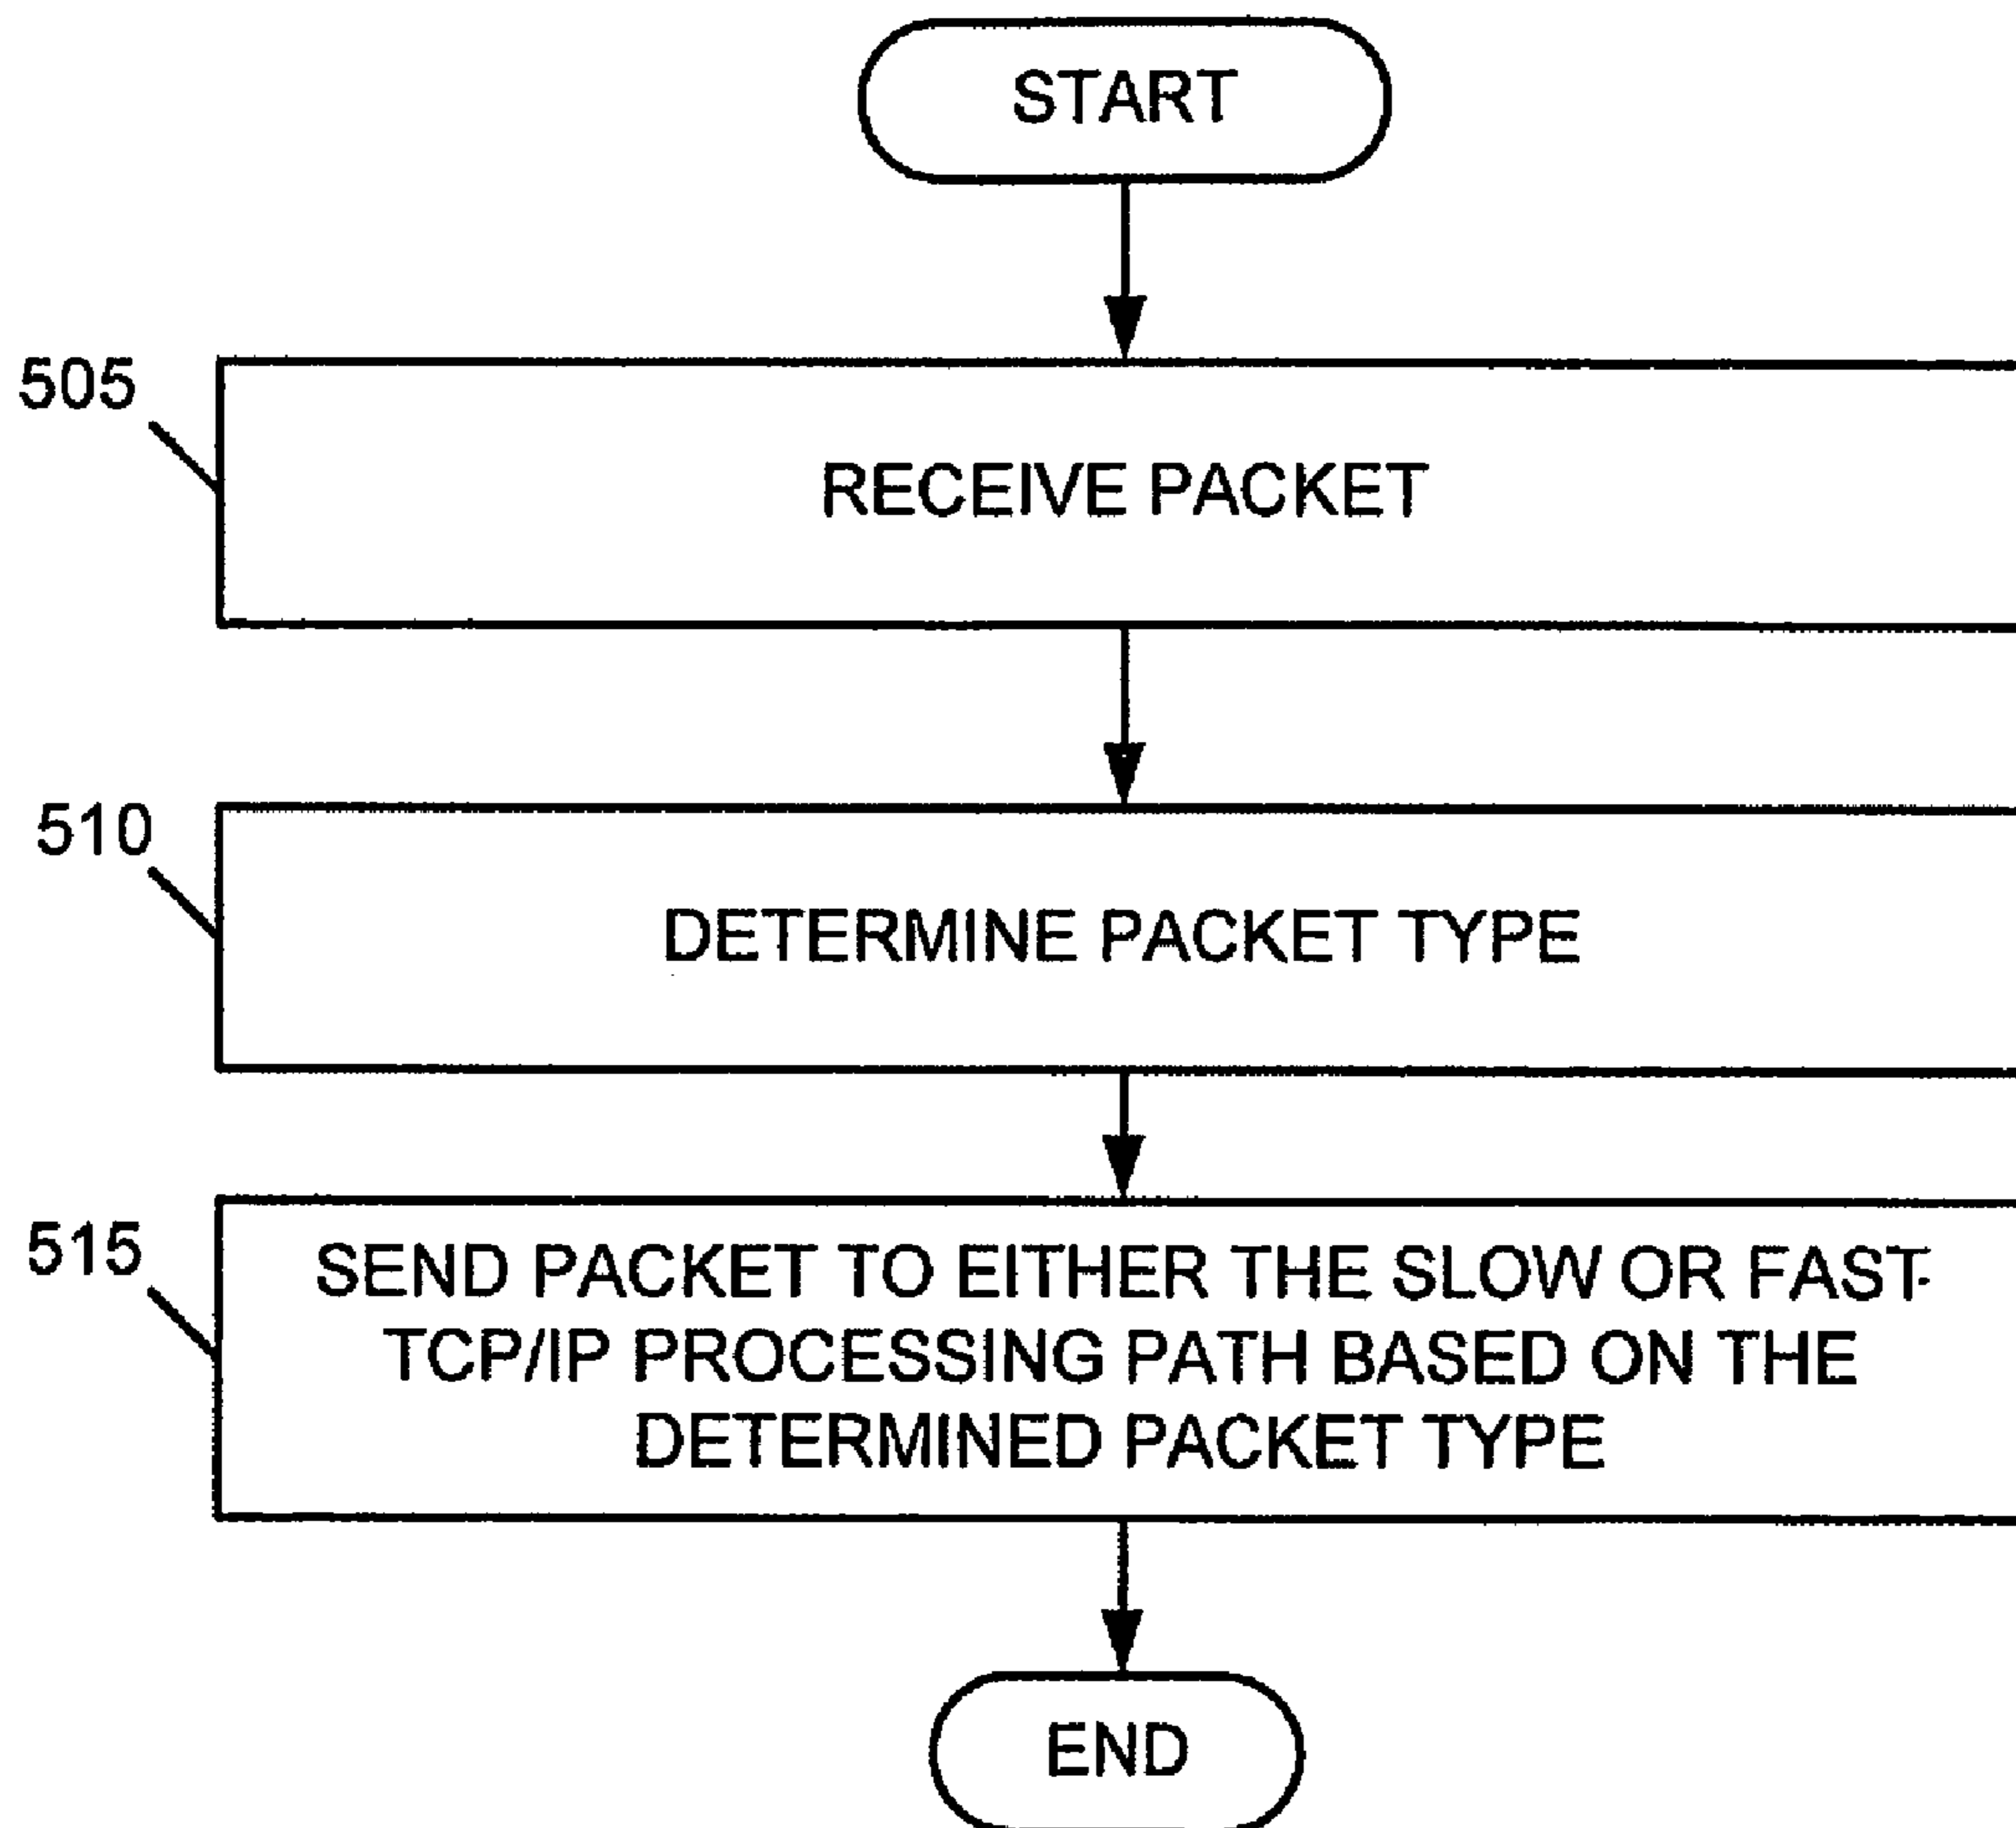 START
505
RECEIVE PACKET
510
DETERMINE PACKET TYPE
515
SEND PACKET TO EITHER THE SLOW OR FAST
TCP/IP PROCESSING PATH BASED ON THE
DETERMINED PACKET TYPE
END